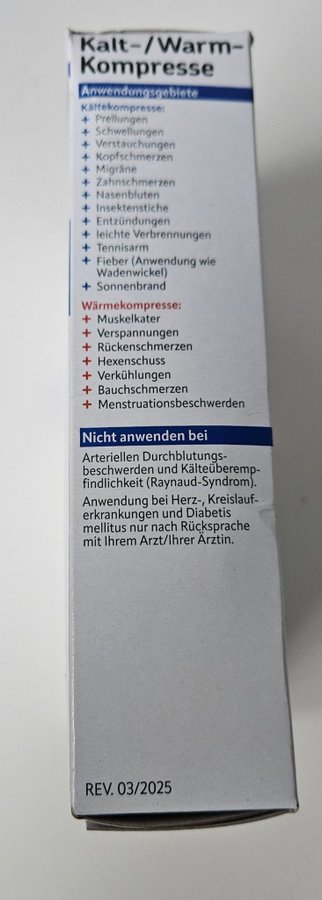 Kalt-/Warm-
Kompresse
Anwendungsgebiete
Kältekompresse:
+ Prellungen
+ Schwellungen
+ Verstauchungen
+ Kopfschmerzen
+ Migräne
+ Zahnschmerzen
+ Nasenbluten
+ Insektenstiche
+ Entzündungen
+ leichte Verbrennungen
+ Tennisarm
+ Fieber (Anwendung wie
Wadenwickel)
+ Sonnenbrand
Wärmekompresse:
+ Muskelkater
+ Verspannungen
+ Rückenschmerzen
+ Hexenschuss
+ Verkühlungen
+ Bauchschmerzen
+ Menstruationsbeschwerden
Nicht anwenden bei
Arteriellen Durchblutungs-
beschwerden und Kälteüberemp-
findlichkeit (Raynaud-Syndrom).
Anwendung bei Herz-, Kreislauf-
erkrankungen und Diabetis
mellitus nur nach Rücksprache
mit Ihrem Arzt/Ihrer Ärztin.
REV. 03/2025